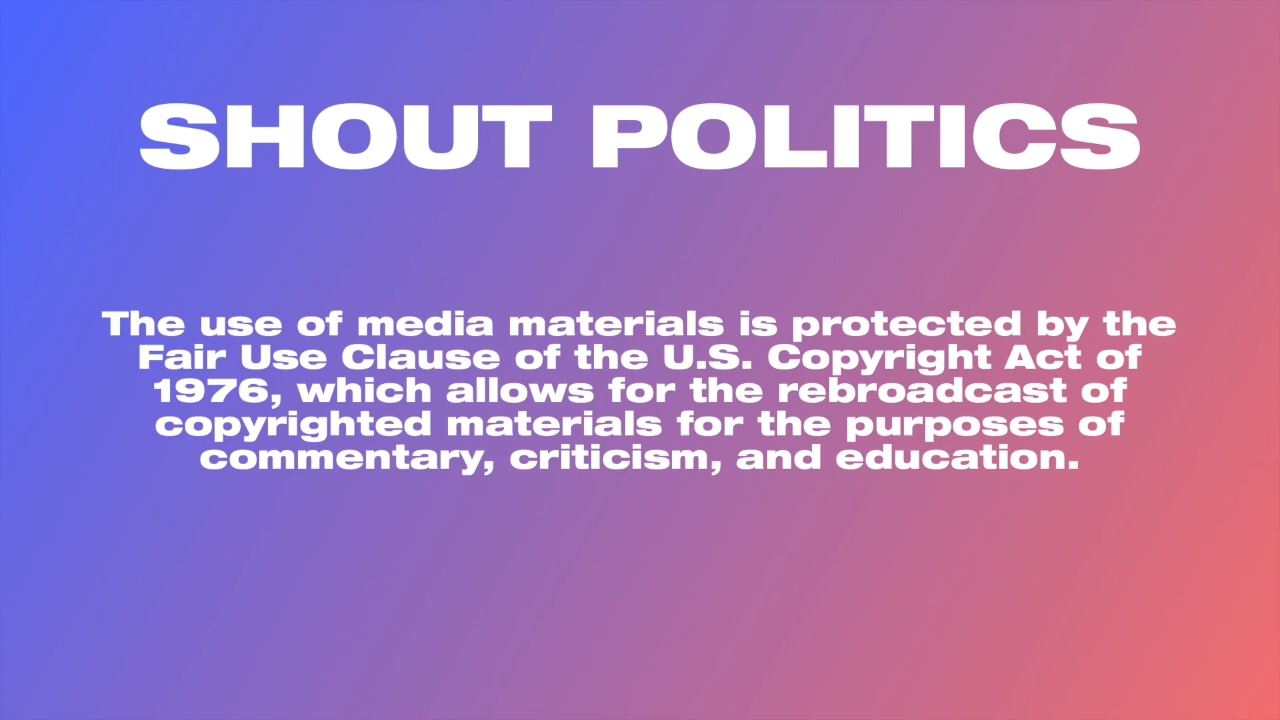 SHOUT POLITICS
The use of media materials is protected by the
Fair Use Clause of the U.S. Copyright Act of
1976, which allows for the rebroadcast of
copyrighted materials for the purposes of
commentary, criticism, and education.